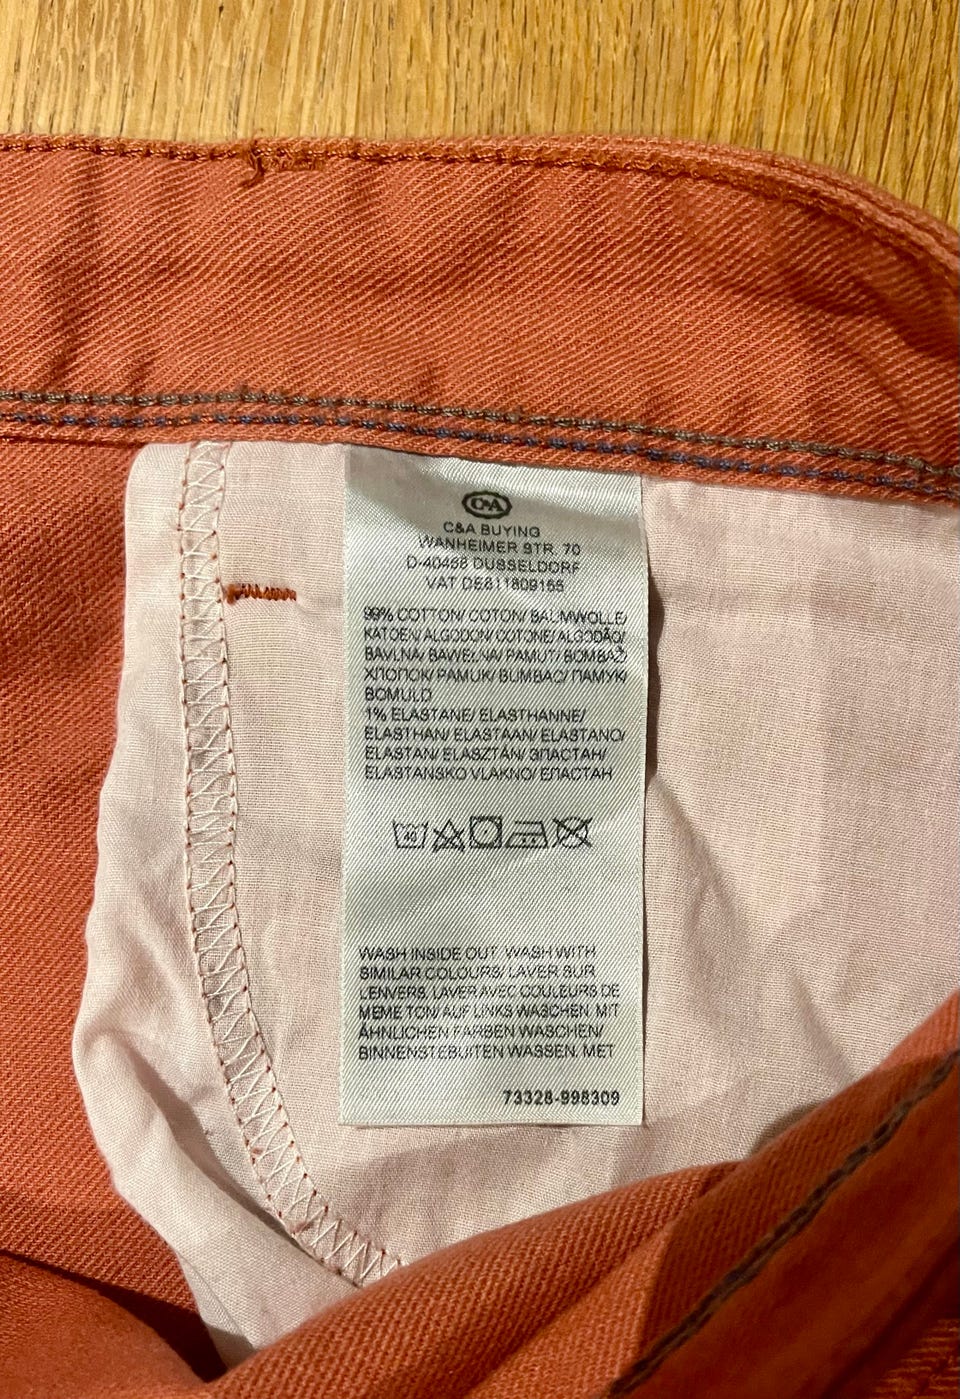 C&A
C&A BUYING
WANHEIMER STR. 70
D-40468 DUSSELDORF
VAT DE811809155
99% COTTON/ COTON/ BAUMWOLLE/
KATOEN/ ALGODON/ COTONE/ ALGODÃO/
BAVLNA/ BAWEŁNA/ PAMUT/ BOMBAŽ/
ХЛОПОК/ PAMUK/ BUMBAC/ ПАМУК/
BOMULD
1% ELASTANE/ ELASTHANNE/
ELASTHAN/ ELASTAAN/ ELASTANO/
ELASTAN/ ELASZTÁN/ ЭЛАСТАН/
ELASTANSKO VLAKNO/ ЕЛАСТАН
40
WASH INSIDE OUT. WASH WITH
SIMILAR COLOURS/ LAVER SUR
L'ENVERS. LAVER AVEC COULEURS DE
MEME TON/ AUF LINKS WASCHEN. MIT
ÄHNLICHEN FARBEN WASCHEN/
BINNENSTEBUITEN WASSEN. MET
73328-998309